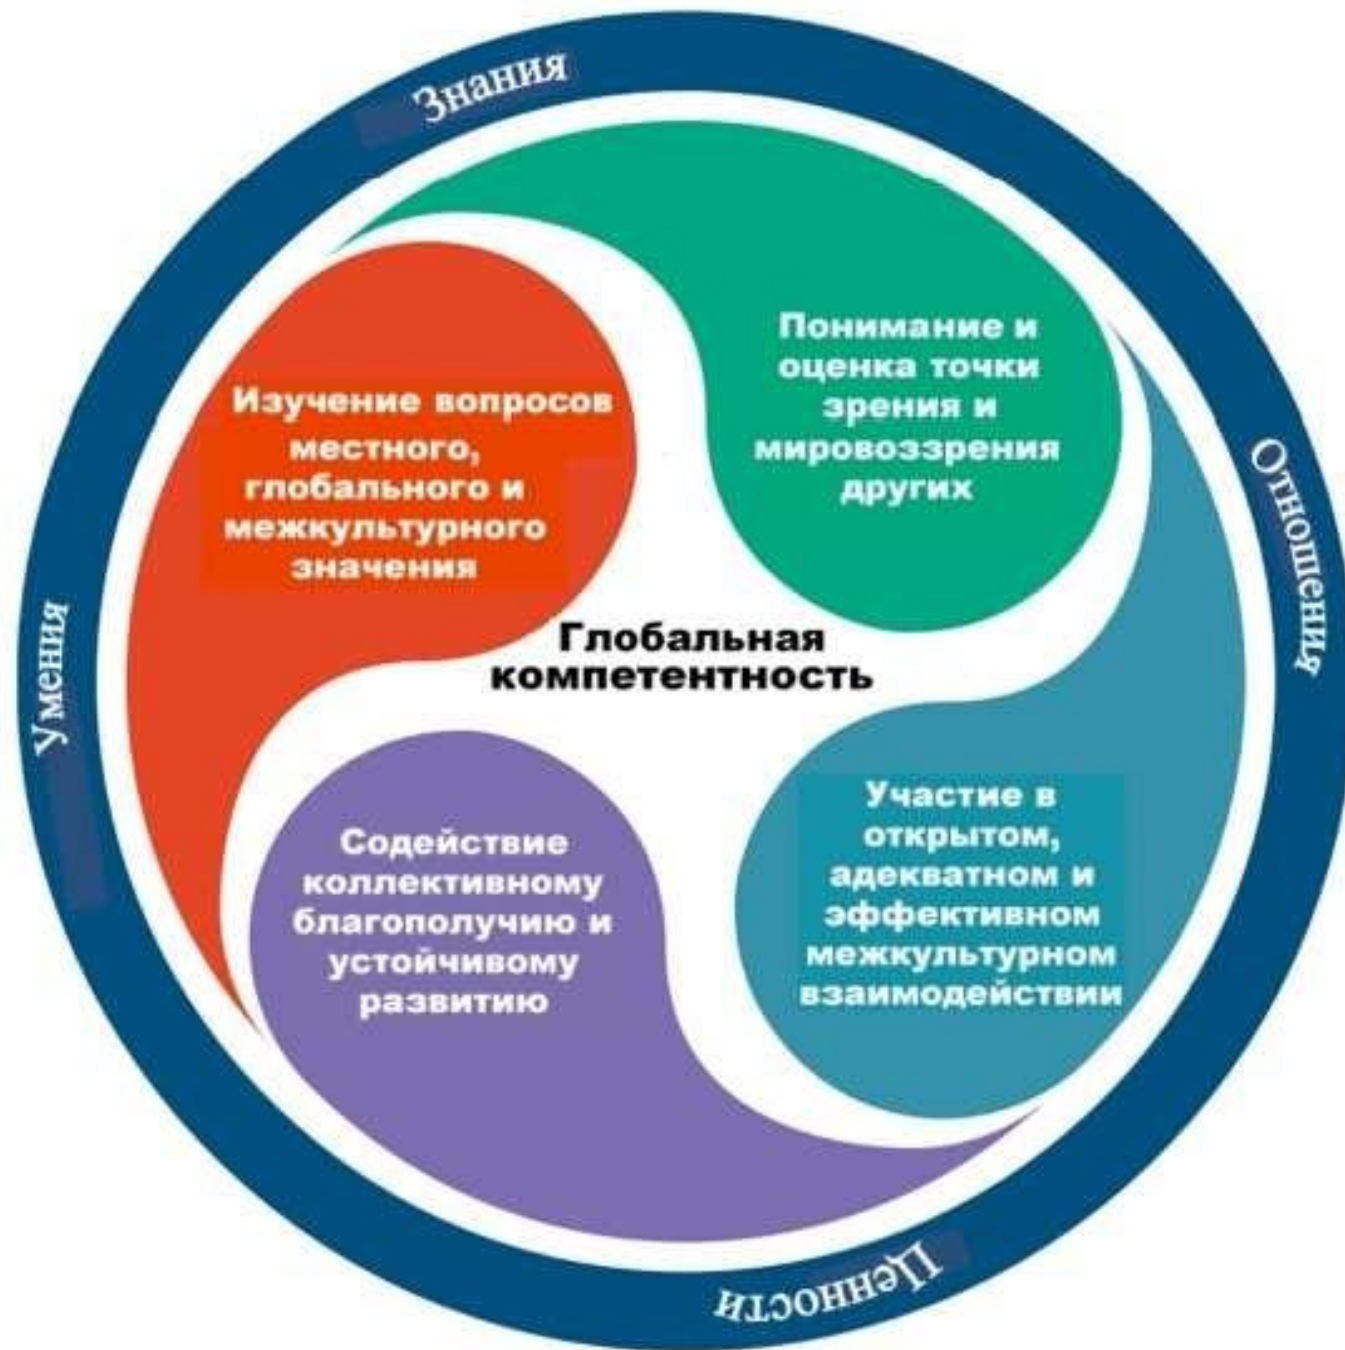 Знания
Понимание и
оценка точки
зрения и
мировоззрения
других
Изучение вопросов
местного,
глобального и
межкультурного
значения
Отношения
Умения
Глобальная
компетентность
Участие в
открытом,
адекватном и
эффективном
межкультурном
взаимодействии
Содействие
коллективному
благополучию и
устойчивому
развитию
Ценности